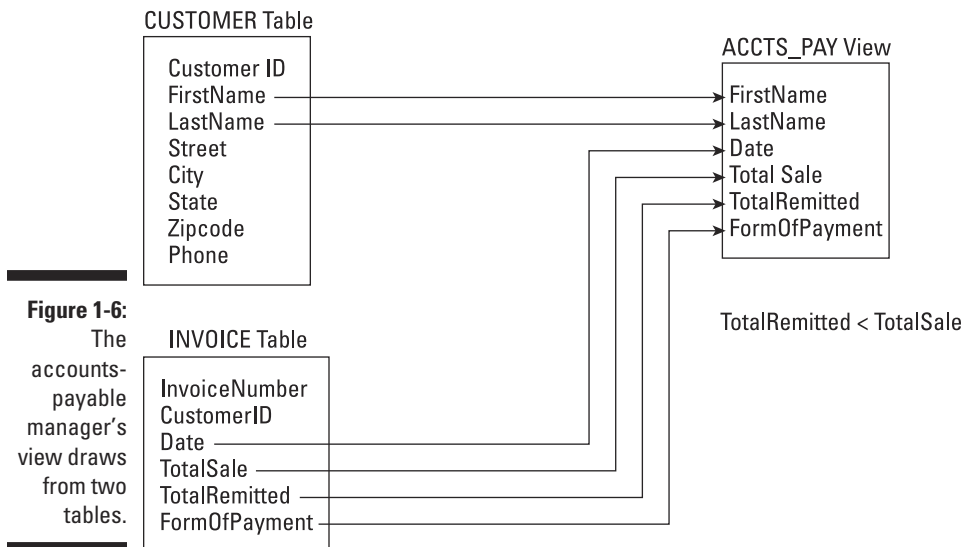 CUSTOMER Table
Customer ID
FirstName
LastName
Street
City
State
Zipcode
Phone
ACCTS_PAY View
FirstName
LastName
Date
Total Sale
TotalRemitted
FormOfPayment
TotalRemitted < TotalSale
INVOICE Table
InvoiceNumber
CustomerID
Date
TotalSale
TotalRemitted
FormOfPayment
Figure 1-6:
The
accounts-
payable
manager's
view draws
from two
tables.